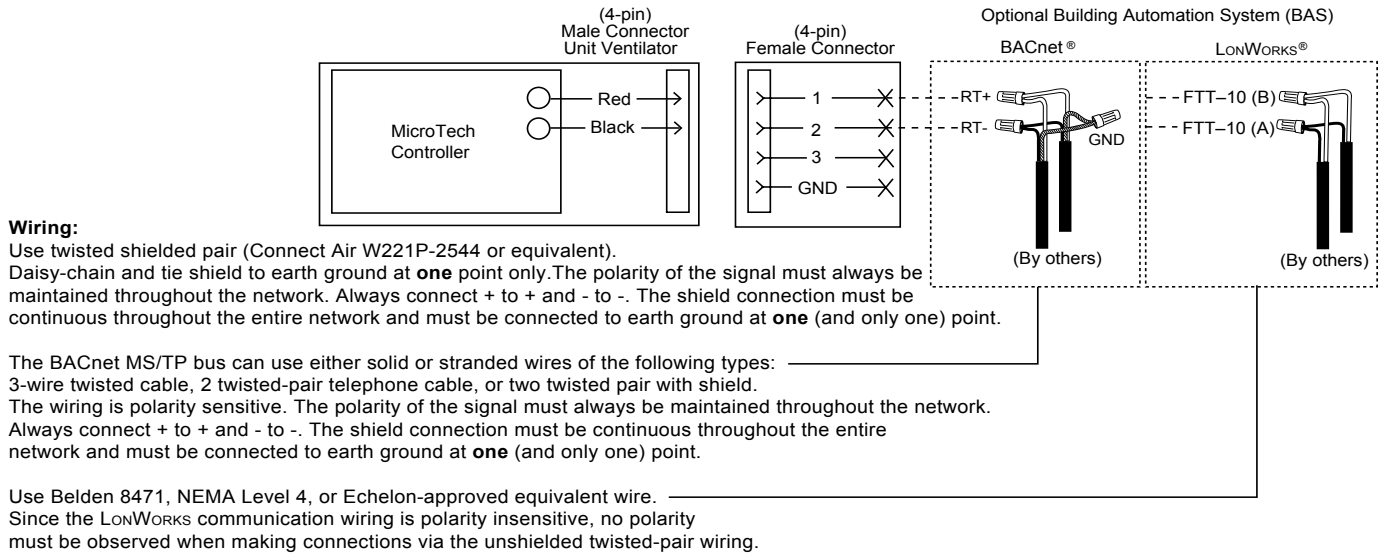 (4-pin)
Male Connector
Unit Ventilator
(4-pin)
Female Connector
Optional Building Automation System (BAS)
BACnet ®
LONWORKS®
MicroTech
Controller
Red
Black
1
2
3
GND
RT+
RT-
GND
(By others)
FTT–10 (B)
FTT–10 (A)
(By others)
Wiring:
Use twisted shielded pair (Connect Air W221P-2544 or equivalent).
Daisy-chain and tie shield to earth ground at one point only.The polarity of the signal must always be
maintained throughout the network. Always connect + to + and - to -. The shield connection must be
continuous throughout the entire network and must be connected to earth ground at one (and only one) point.
The BACnet MS/TP bus can use either solid or stranded wires of the following types:
3-wire twisted cable, 2 twisted-pair telephone cable, or two twisted pair with shield.
The wiring is polarity sensitive. The polarity of the signal must always be maintained throughout the network.
Always connect + to + and - to -. The shield connection must be continuous throughout the entire
network and must be connected to earth ground at one (and only one) point.
Use Belden 8471, NEMA Level 4, or Echelon-approved equivalent wire.
Since the LONWORKS communication wiring is polarity insensitive, no polarity
must be observed when making connections via the unshielded twisted-pair wiring.